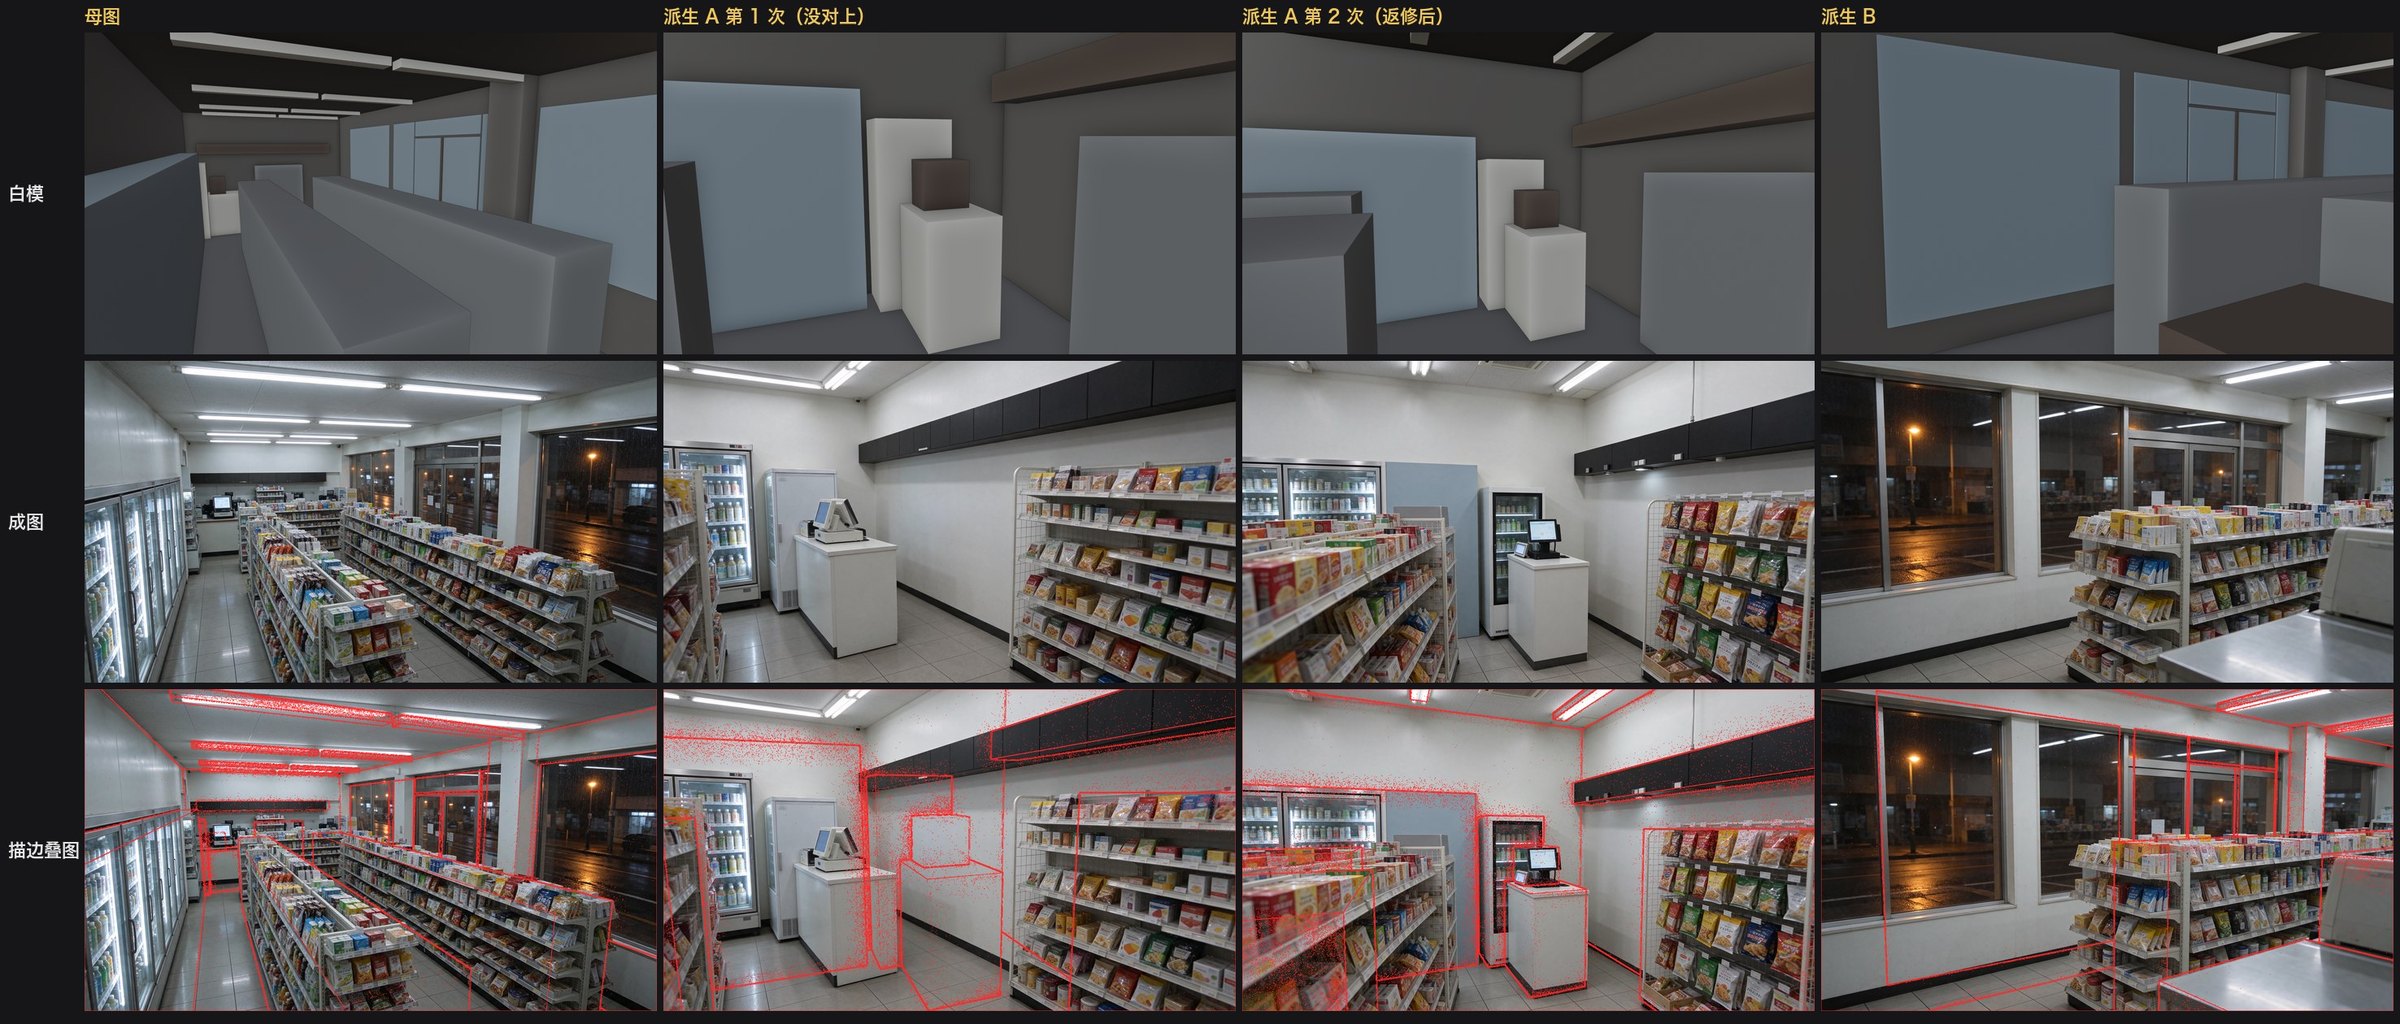 母图
派生 A 第 1 次（没对上）
派生 A 第 2 次（返修后）
派生 B
白模
成图
描边叠图